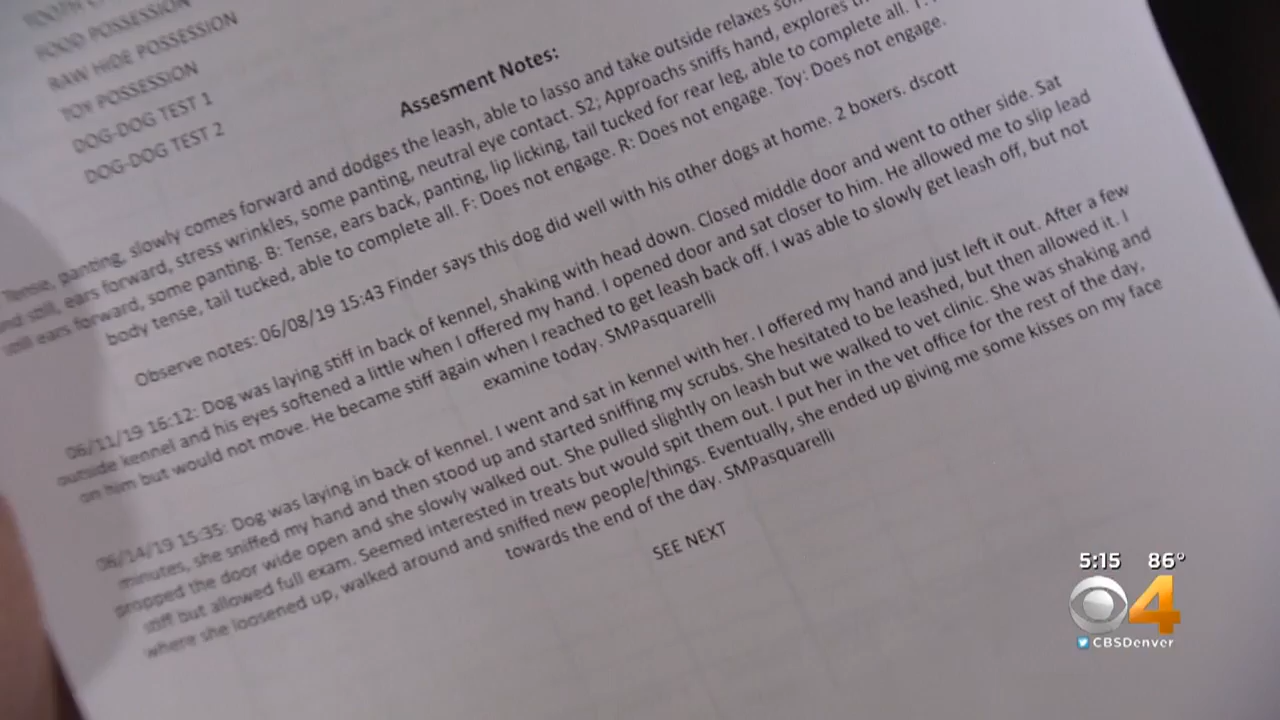 FOOD POSSESSION
RAW HIDE POSSESSION
TOY POSSESSION
DOG-DOG TEST 1
DOG-DOG TEST 2
Assesment Notes:
Tense, panting, slowly comes forward and dodges the leash, able to lasso and take outside relaxes
still, ears forward, stress wrinkles, some panting, neutral eye contact. S2; Approachs sniffs hand, explores
still ears forward, some panting. B: Tense, ears back, panting, lip licking, tail tucked for rear leg, able to complete all. T:
body tense, tail tucked, able to complete all. F: Does not engage. R: Does not engage. Toy: Does not engage.
Observe notes: 06/08/19 15:43 Finder says this dog did well with his other dogs at home. 2 boxers. dscott
06/11/19 16:12: Dog was laying stiff in back of kennel, shaking with head down. Closed middle door and went to other side. Sat
outside kennel and his eyes softened a little when I offered my hand. I opened door and sat closer to him. He allowed me to slip lead
on him but would not move. He became stiff again when I reached to get leash back off. I was able to slowly get leash off, but not
examine today. SMPasquarelli
06/14/19 15:35: Dog was laying in back of kennel. I went and sat in kennel with her. I offered my hand and just left it out. After a few
minutes, she sniffed my hand and then stood up and started sniffing my scrubs. She hesitated to be leashed, but then allowed it. I
propped the door wide open and she slowly walked out. She pulled slightly on leash but we walked to vet clinic. She was shaking and
stiff but allowed full exam. Seemed interested in treats but would spit them out. I put her in the vet office for the rest of the day,
where she loosened up, walked around and sniffed new people/things. Eventually, she ended up giving me some kisses on my face
towards the end of the day. SMPasquarelli
SEE NEXT
5:15 86°
4
CBSDenver